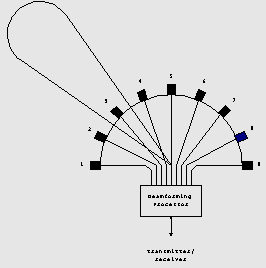 5
4
6
3
7
2
8
1
9
Beamforming
Processor
transmitter/
receiver